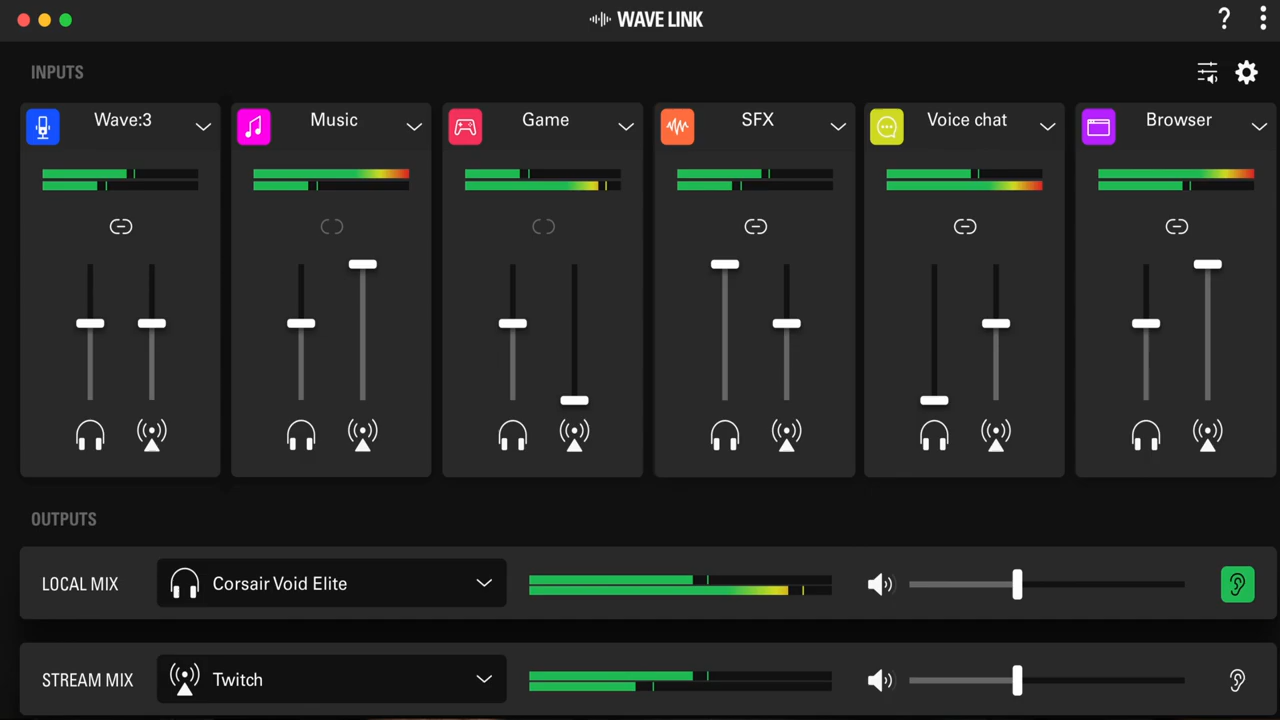 WAVE LINK
?
INPUTS
Wave:3
Music
Game
SFX
Voice chat
Browser
OUTPUTS
LOCAL MIX
Corsair Void Elite
STREAM MIX
Twitch